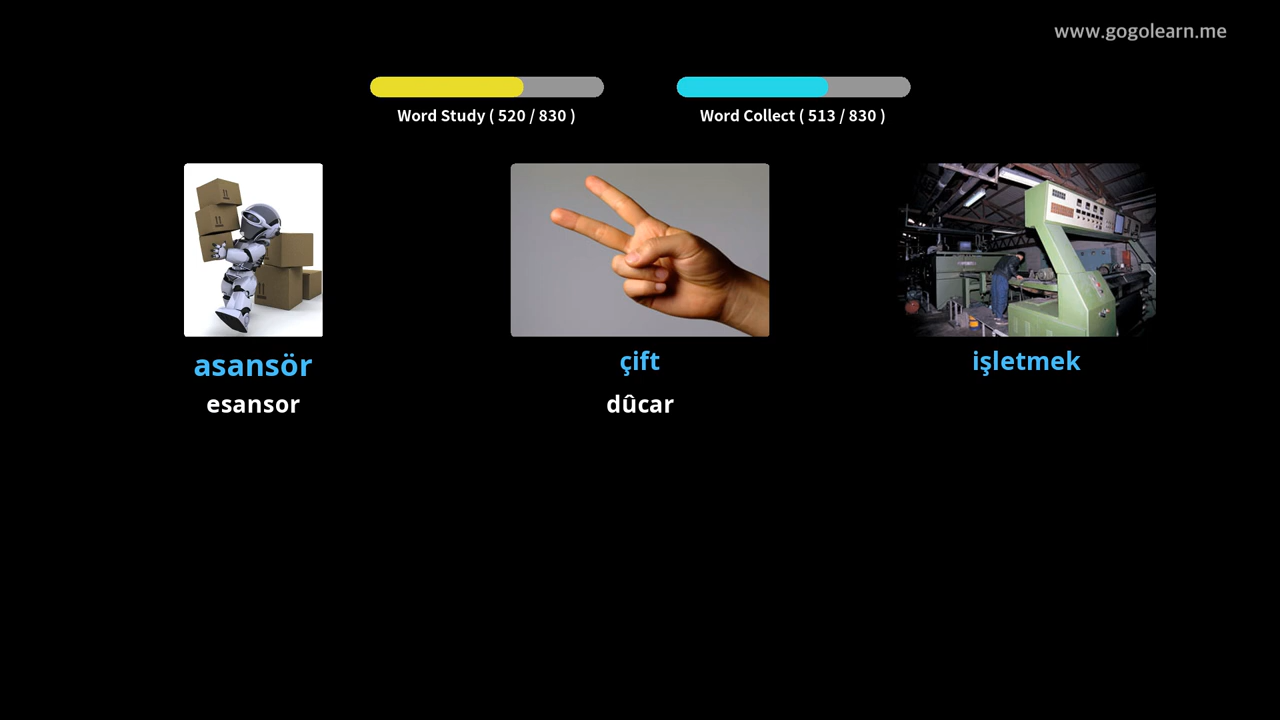 www.gogolearn.me
Word Study ( 520 / 830 )
Word Collect ( 513 / 830 )
asansör
çift
işletmek
esansor
dûcar